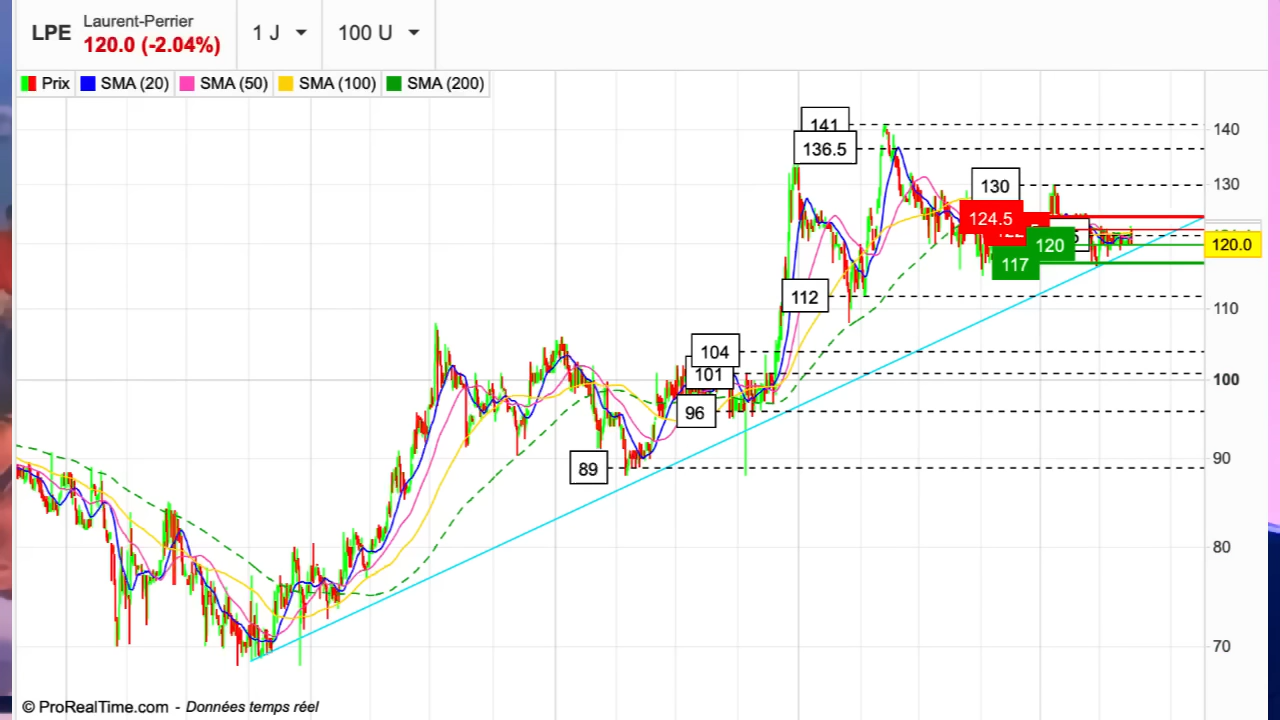 LPE
Laurent-Perrier
120.0 (-2.04%)
1 J
100 U
Prix
SMA (20)
SMA (50)
SMA (100)
SMA (200)
141
136.5
130
124.5
120
117
112
104
101
96
89
140
130
120.0
110
100
90
80
70
© ProRealTime.com - Données temps réel